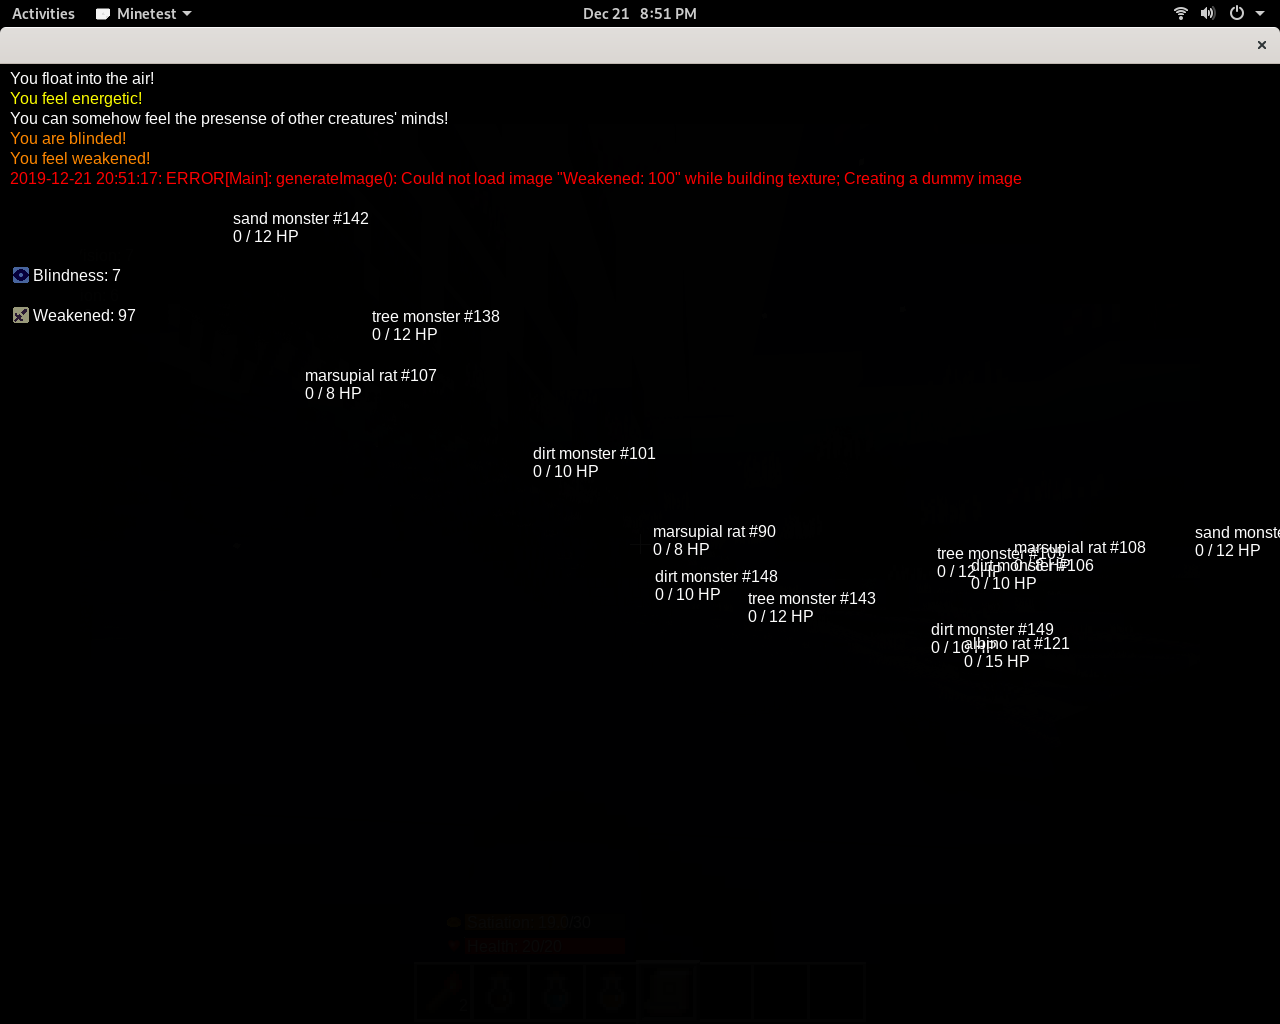 Activities Minetest Dec 21 8:51 PM
You float into the air!
You feel energetic!
You can somehow feel the presense of other creatures' minds!
You are blinded!
You feel weakened!
2019-12-21 20:51:17: ERROR[Main]: generateImage(): Could not load image "Weakened: 100" while building texture; Creating a dummy image
sand monster #142
0 / 12 HP
Blindness: 7
Weakened: 97
tree monster #138
0 / 12 HP
marsupial rat #107
0 / 8 HP
dirt monster #101
0 / 10 HP
marsupial rat #90
0 / 8 HP
dirt monster #148
0 / 10 HP
tree monster #143
0 / 12 HP
tree monster #105
0 / 12 HP
marsupial rat #108
0 / 8 HP
dirt monster #106
0 / 10 HP
sand monste
0 / 12 HP
dirt monster #149
0 / 10 HP
albino rat #121
0 / 15 HP
Health: 20/20